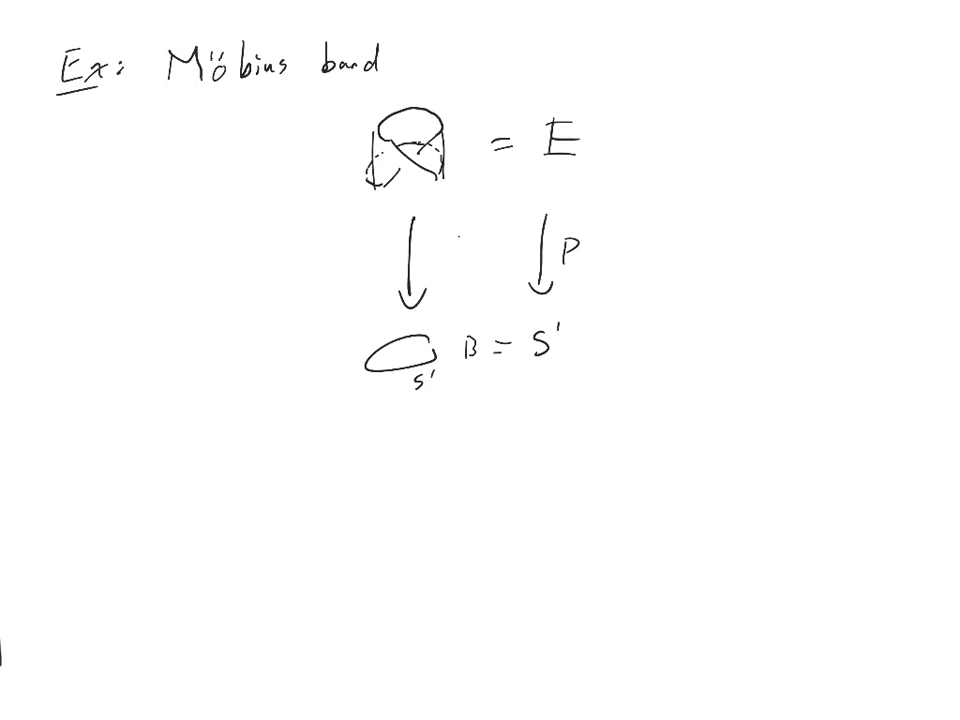 Ex: Möbius band
= E
P
B = S'
S'